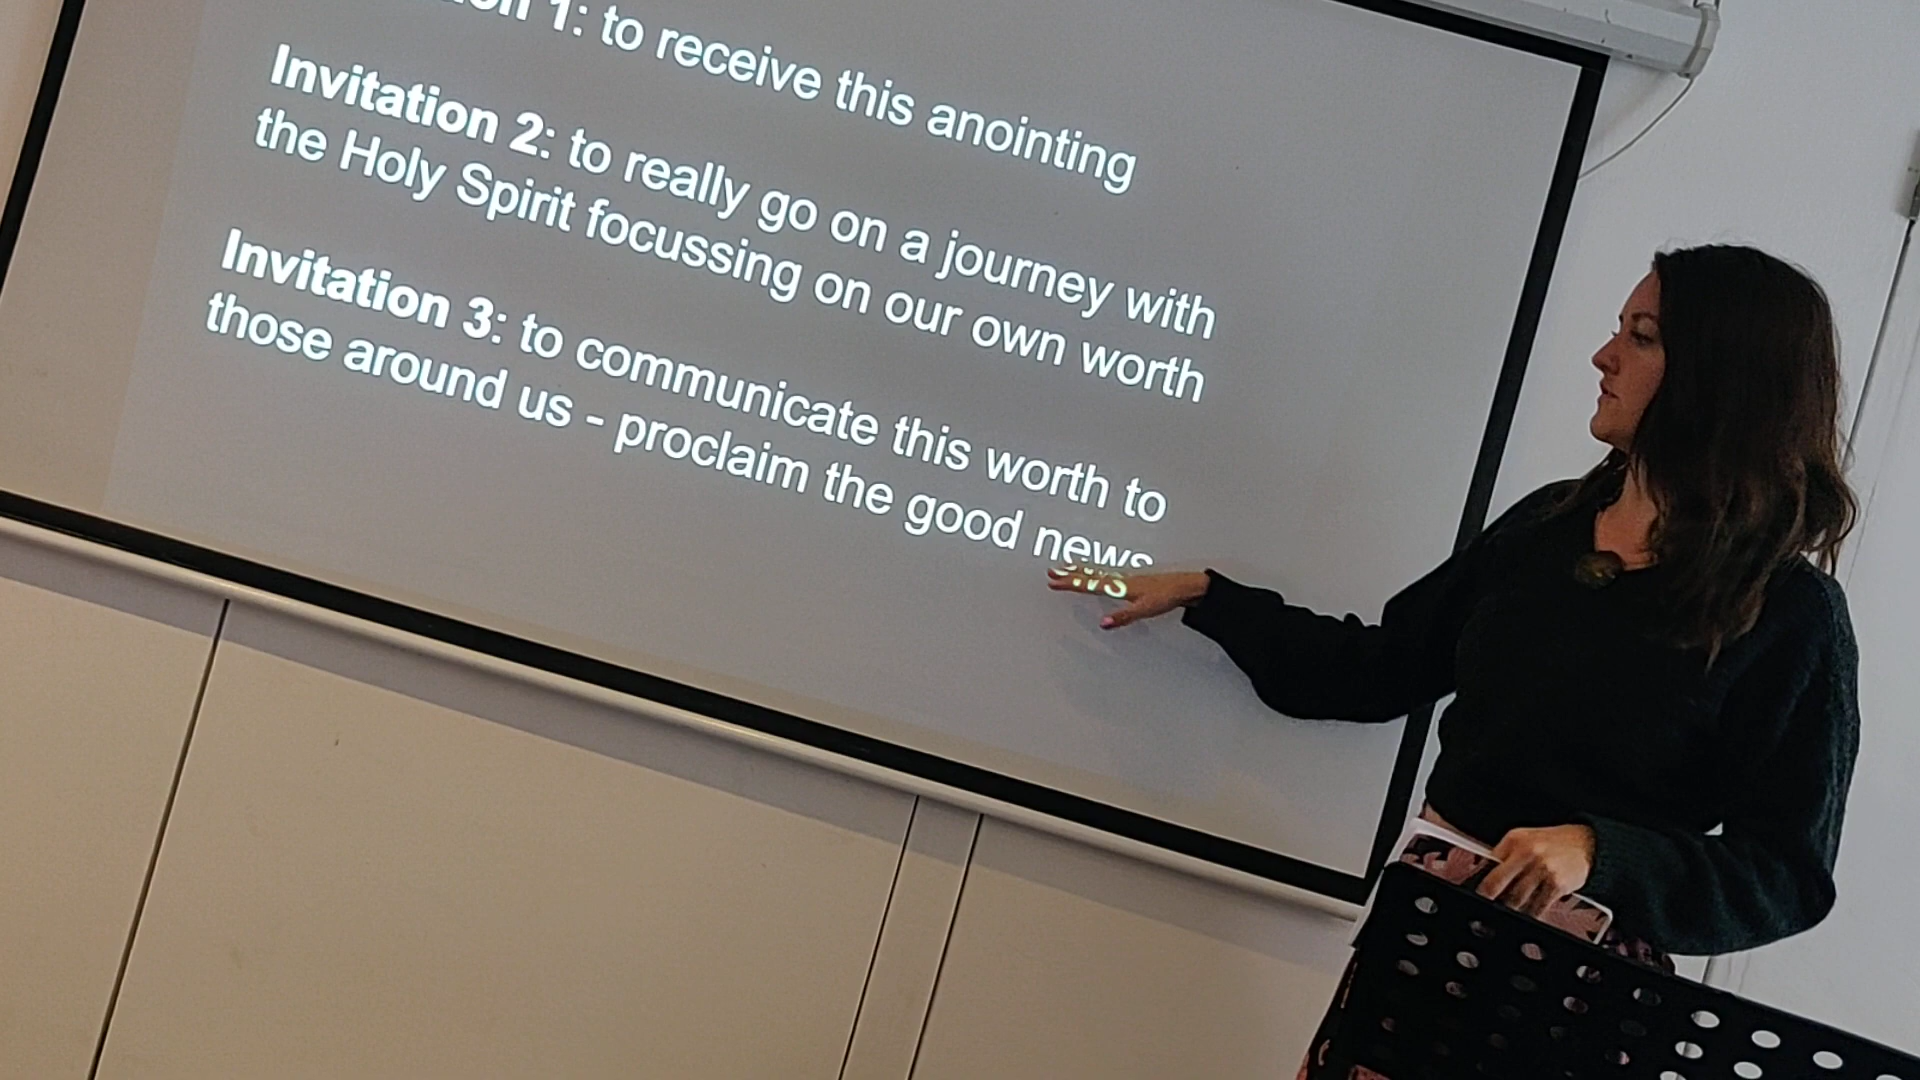 1: to receive this anointing
Invitation 2: to really go on a journey with
the Holy Spirit focussing on our own worth
Invitation 3: to communicate this worth to
those around us - proclaim the good news